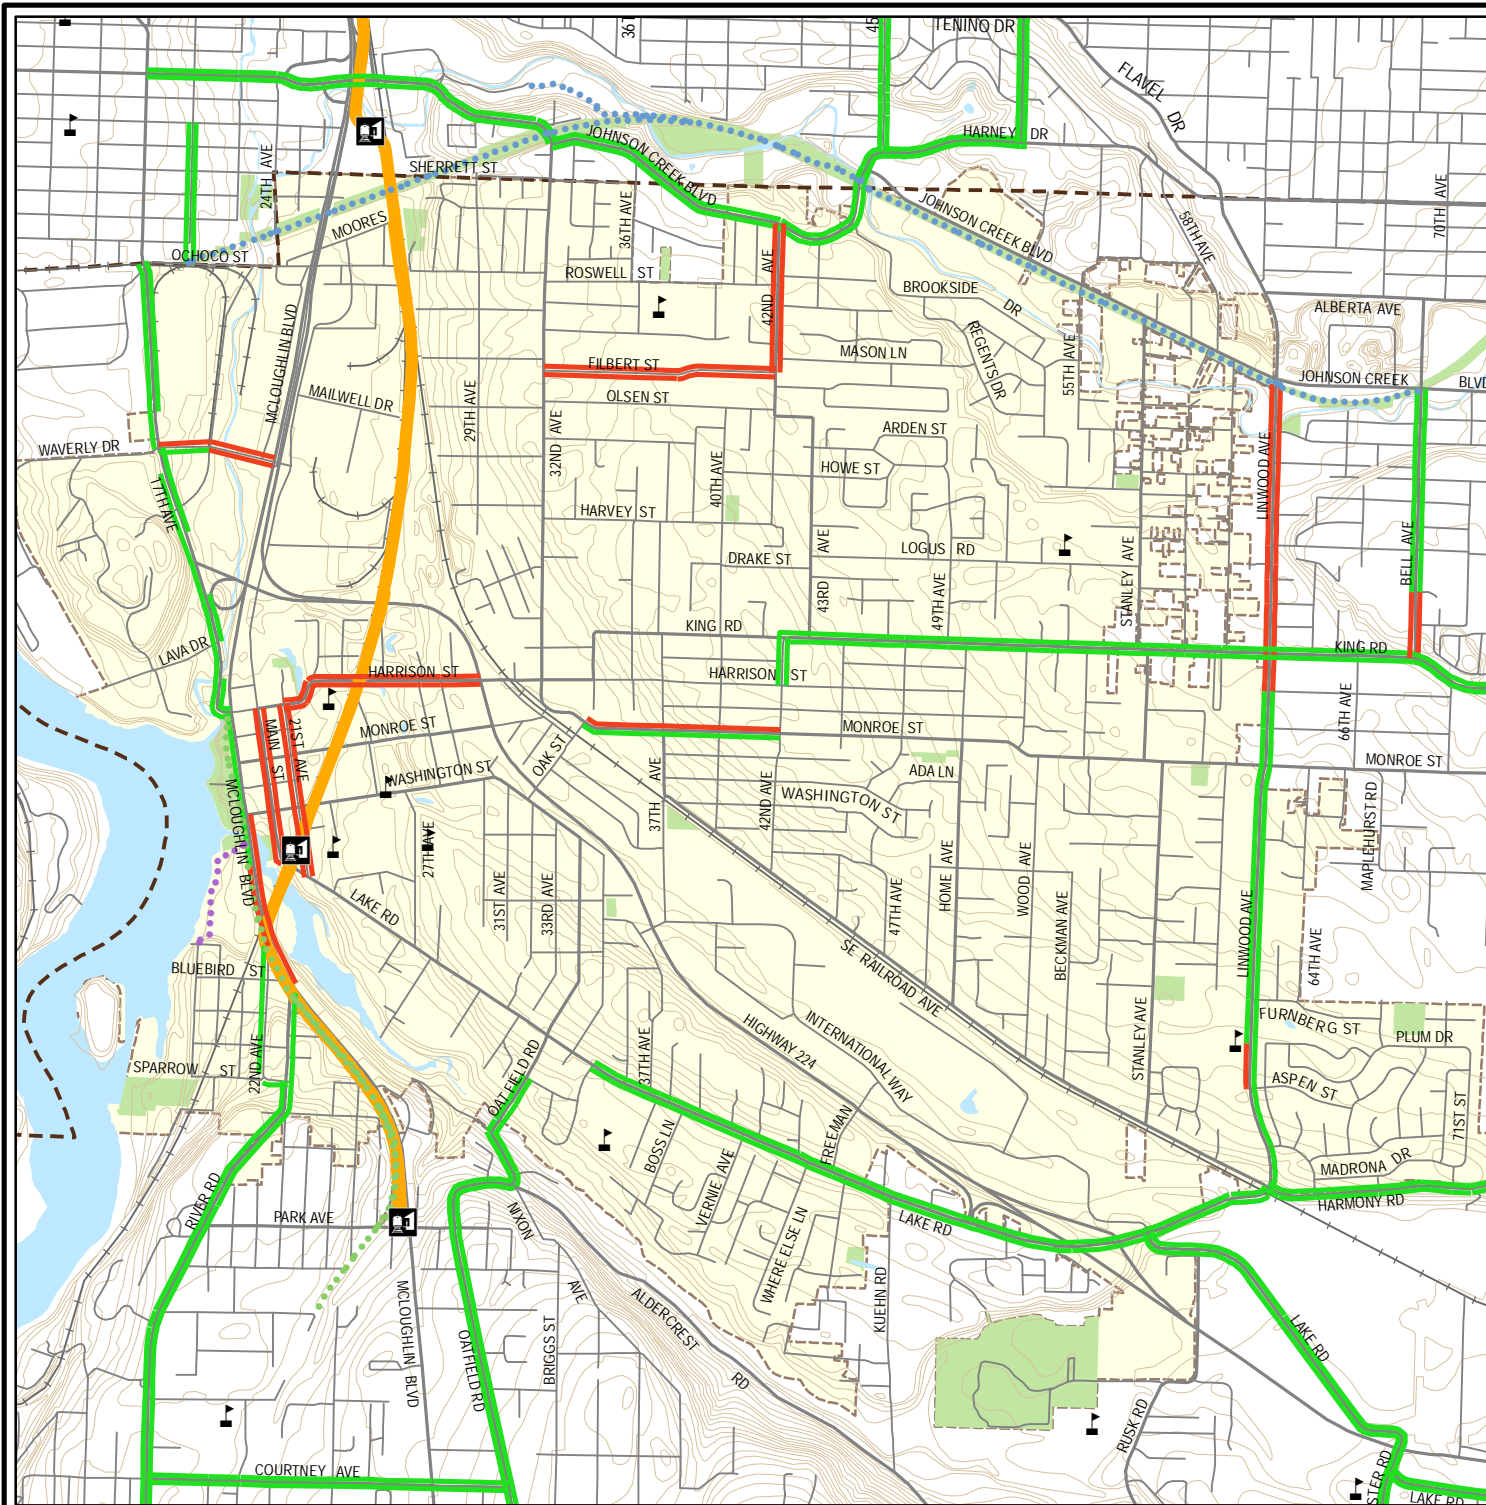 36T
45
TENINO DR
FLAVEL DR
HARNEY DR
JOHNSON CREEK BLVD
SHERRETT ST
24TH AVE
MOORES
OCHOCO ST
36TH AVE
ROSWELL ST
42ND AVE
JOHNSON CREEK BLVD
58TH AVE
70TH AVE
BROOKSIDE DR
ALBERTA AVE
MCLOUGHLIN BLVD
FILBERT ST
MASON LN
REGENTS DR
55TH AVE
JOHNSON CREEK BLVD
MAILWELL DR
29TH AVE
OLSEN ST
32ND AVE
ARDEN ST
WAVERLY DR
HOWE ST
40TH AVE
LINWOOD AVE
17TH AVE
HARVEY ST
DRAKE ST
43RD AVE
LOGUS RD
49TH AVE
STANLEY AVE
BELL AVE
KING RD
KING RD
LAVA DR
HARRISON ST
HARRISON ST
66TH AVE
MAIN ST
21ST AVE
MONROE ST
MONROE ST
MONROE ST
OAK ST
WASHINGTON ST
37TH AVE
42ND AVE
ADA LN
WASHINGTON ST
MAPLEHURST RD
MCLOUGHLIN BLVD
27TH AVE
LAKE RD
31ST AVE
33RD AVE
47TH AVE
HOME AVE
WOOD AVE
BECKMAN AVE
LINWOOD AVE
64TH AVE
BLUEBIRD ST
SE RAILROAD AVE
STANLEY AVE
HIGHWAY 224
INTERNATIONAL WAY
FURNBERG ST
PLUM DR
SPARROW ST
22ND AVE
OATFIELD RD
37TH AVE
ASPEN ST
71ST ST
BOSS LN
VERNIE AVE
FREEMAN
MADRONA DR
HARMONY RD
RIVER RD
PARK AVE
NIXON AVE
WHERE ELSE LN
LAKE RD
KUEHN RD
MCLOUGHLIN BLVD
OATFIELD RD
BRIGGS ST
ALDERCREST RD
LAKE RD
RUSK RD
COURTNEY AVE
STER RD
LAKE RD